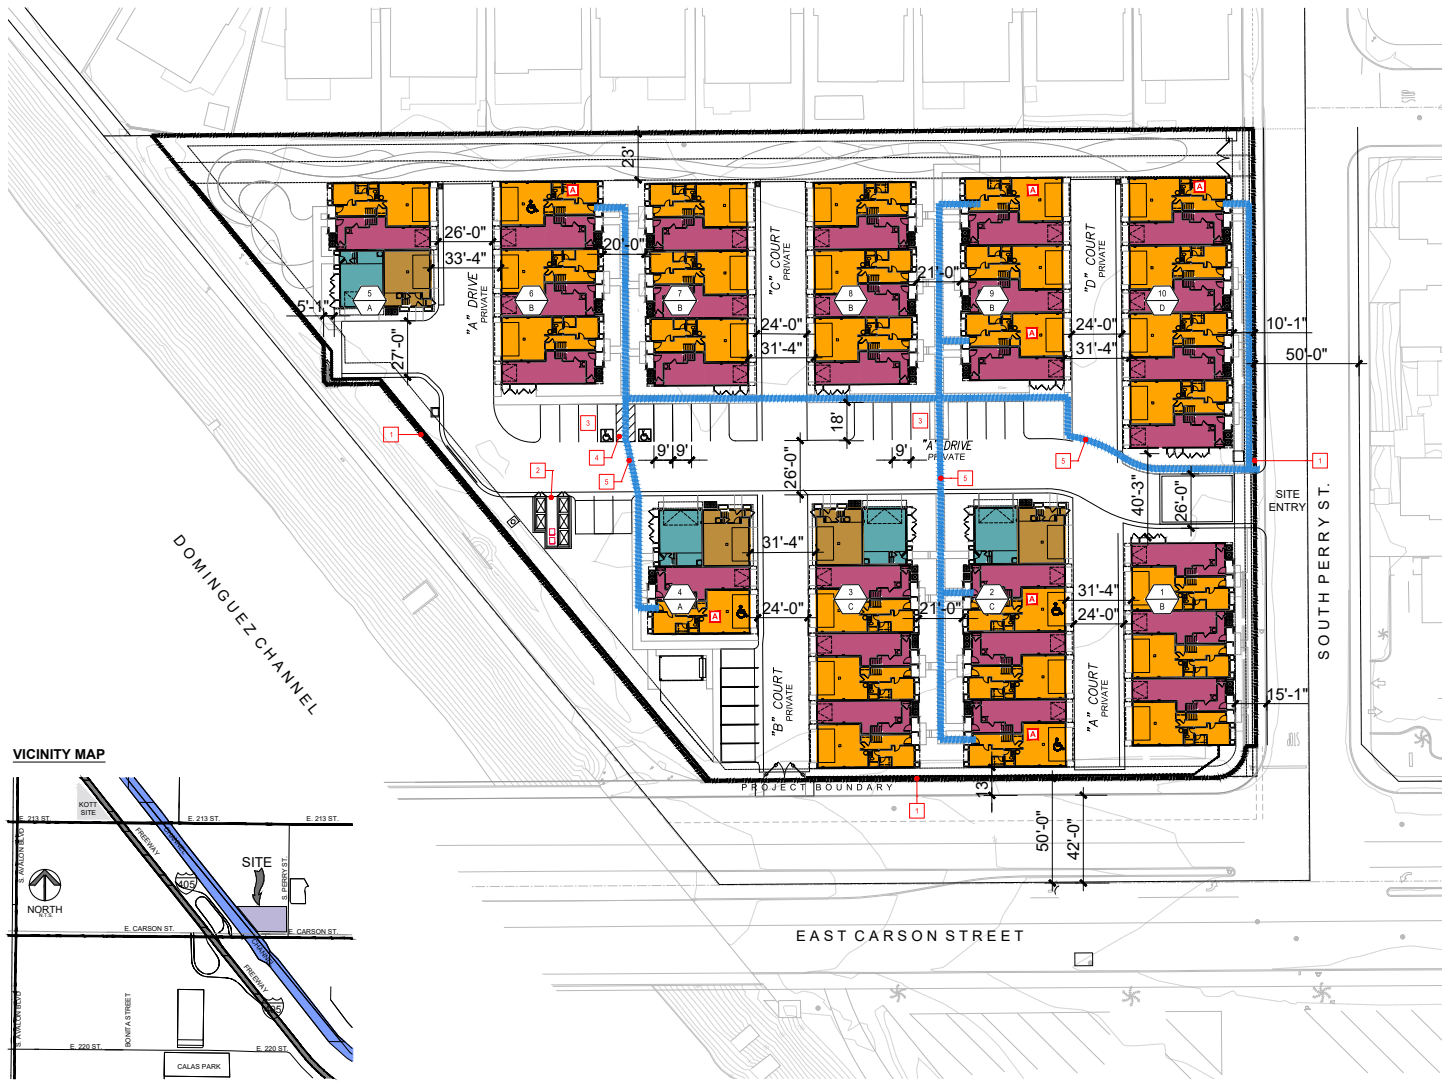 23'
A
A
A
26'-0"
33'-4"
20'-0"
"A" DRIVE
PRIVATE
"C" COURT
PRIVATE
21'-0"
"D" COURT
PRIVATE
5
A
6
B
7
B
8
B
9
B
10
D
5'-1"
27'-0"
24'-0"
31'-4"
A
24'-0"
31'-4"
10'-1"
50'-0"
1
3
4
18'
3
"A" DRIVE
PRIVATE
9'
9'
9'
5
1
2
5
26'-0"
5
40'-3"
26'-0"
SITE
ENTRY
SOUTH PERRY ST.
31'-4"
4
A
A
24'-0"
3
C
21'-0"
2
C
A
31'-4"
24'-0"
B
"B" COURT
PRIVATE
"A" COURT
PRIVATE
A
15'-1"
PROJECT BOUNDARY
13'
1
50'-0"
42'-0"
DOMINGUEZ CHANNEL
EAST CARSON STREET
STOP
VICINITY MAP
KOTT
SITE
E. 213 ST.
E. 213 ST.
E. 213 ST.
S. AVALON BLVD
FREEWAY
CHANNEL
405
SITE
S. PERRY ST.
NORTH
N.T.S.
E. CARSON ST.
E. CARSON ST.
CHANNEL
FREEWAY
405
S. AVALON BLVD
BONITA STREET
E. 220 ST.
E. 220 ST.
CALAS PARK